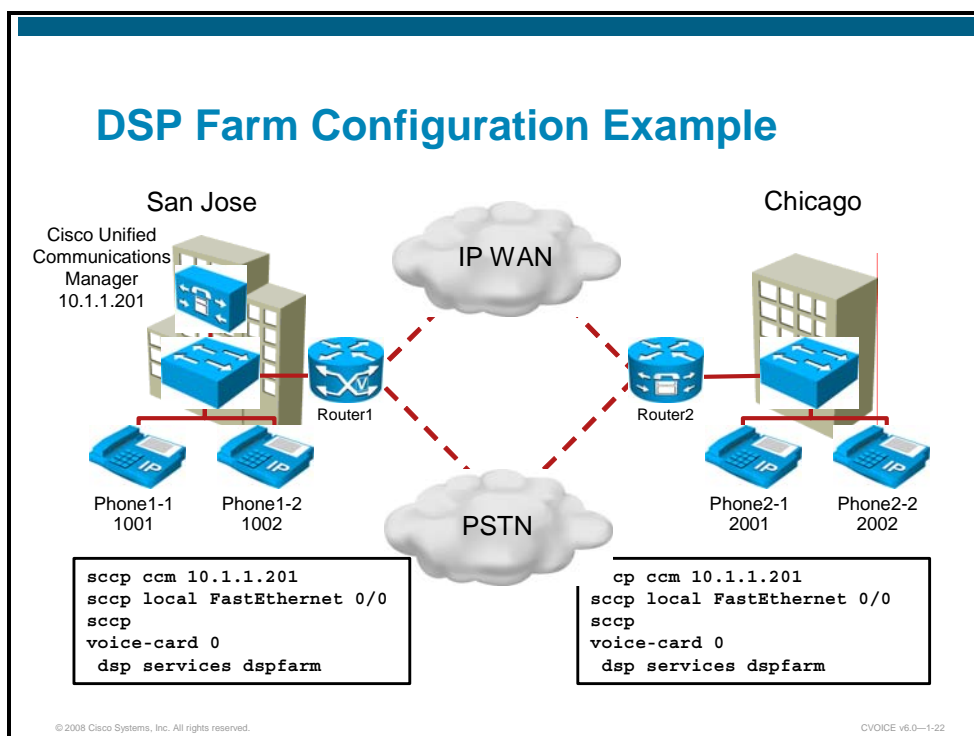 DSP Farm Configuration Example
San Jose
Chicago
Cisco Unified
Communications
Manager
10.1.1.201
IP WAN
V
Router1
Router2
IP
IP
IP
IP
Phone1-1
1001
Phone1-2
1002
PSTN
Phone2-1
2001
Phone2-2
2002
sccp ccm 10.1.1.201
sccp local FastEthernet 0/0
sccp
voice-card 0
dsp services dspfarm
cp ccm 10.1.1.201
sccp local FastEthernet 0/0
sccp
voice-card 0
dsp services dspfarm
© 2008 Cisco Systems, Inc. All rights reserved.
CVOICE v6.0—1-22